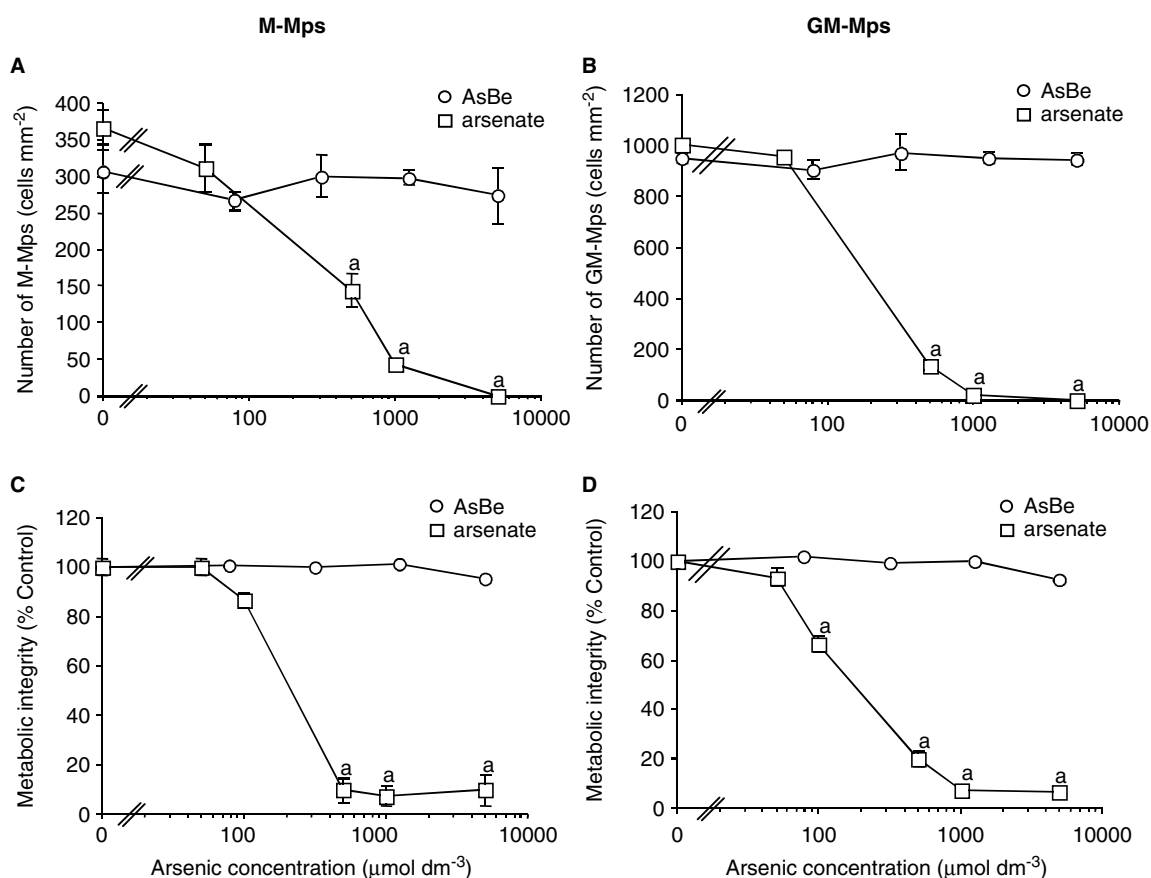 M-Mps
GM-Mps
A
AsBe
arsenate
Number of M-Mps (cells mm⁻²)
400
350
300
250
200
150
100
50
0
a
a
a
0
100
1000
10000
B
AsBe
arsenate
Number of GM-Mps (cells mm⁻²)
1200
1000
800
600
400
200
0
a
a
a
0
100
1000
10000
C
AsBe
arsenate
Metabolic integrity (% Control)
120
100
80
60
40
20
0
a
a
a
0
100
1000
10000
Arsenic concentration (μmol dm⁻³)
D
AsBe
arsenate
Metabolic integrity (% Control)
120
100
80
60
40
20
0
a
a
a
a
0
100
1000
10000
Arsenic concentration (μmol dm⁻³)